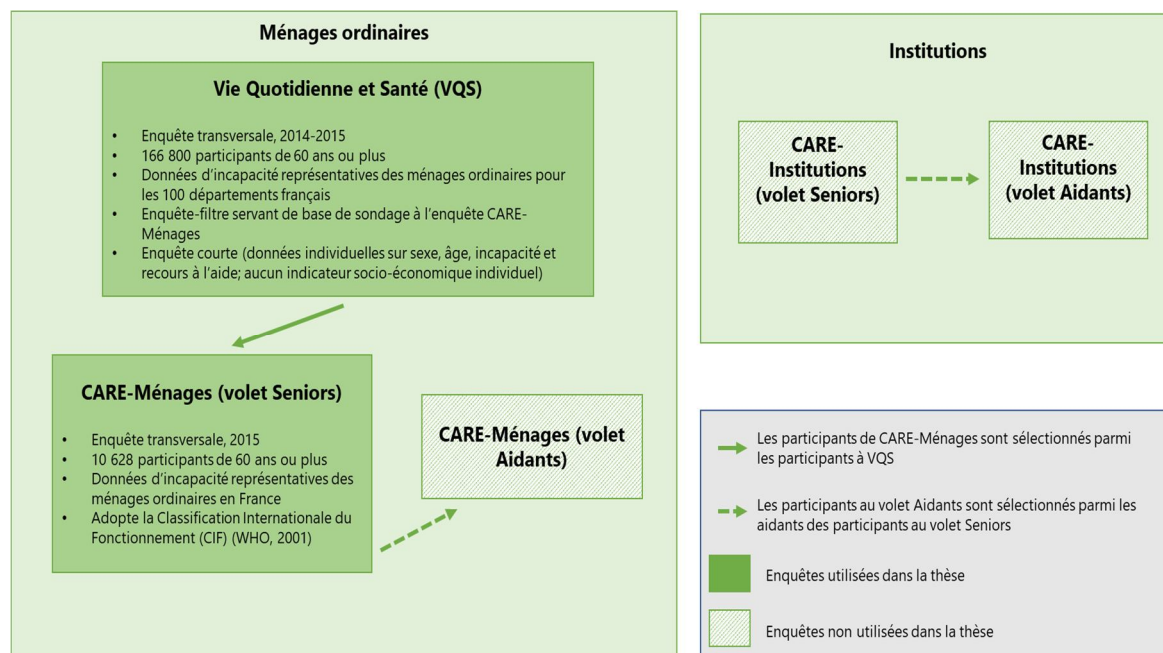 Ménages ordinaires
Vie Quotidienne et Santé (VQS)
• Enquête transversale, 2014-2015
• 166 800 participants de 60 ans ou plus
• Données d'incapacité représentatives des ménages ordinaires pour
les 100 départements français
• Enquête-filtre servant de base de sondage à l'enquête CARE-
Ménages
• Enquête courte (données individuelles sur sexe, âge, incapacité et
recours à l'aide; aucun indicateur socio-économique individuel)
CARE-Ménages (volet Seniors)
• Enquête transversale, 2015
• 10 628 participants de 60 ans ou plus
• Données d'incapacité représentatives des
ménages ordinaires en France
• Adopte la Classification Internationale du
Fonctionnement (CIF) (WHO, 2001)
CARE-Ménages (volet
Aidants)
Institutions
CARE-
Institutions
(volet Seniors)
CARE-
Institutions
(volet Aidants)
Les participants de CARE-Ménages sont sélectionnés parmi
les participants à VQS
Les participants au volet Aidants sont sélectionnés parmi les
aidants des participants au volet Seniors
Enquêtes utilisées dans la thèse
Enquêtes non utilisées dans la thèse